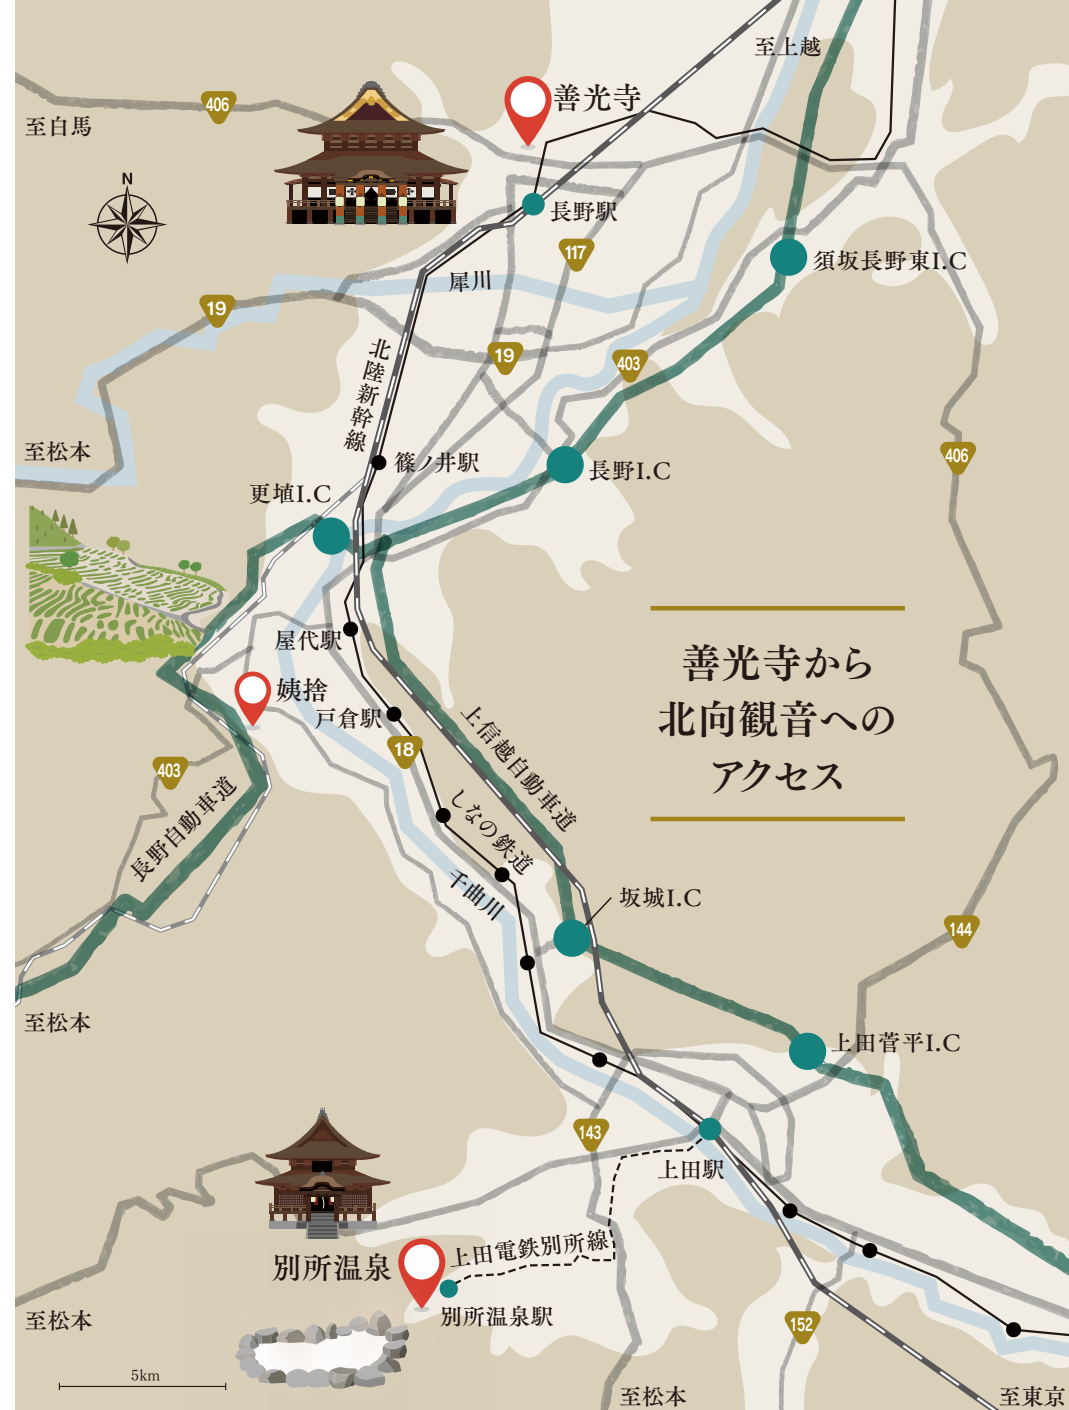 至上越
善光寺
406
至白馬
N
長野駅
117
須坂長野東I.C
犀川
19
北陸新幹線
19
403
至松本
篠ノ井駅
長野I.C
406
更埴I.C
屋代駅
姨捨
戸倉駅
18
上信越自動車道
善光寺から
北向観音への
アクセス
403
長野自動車道
しなの鉄道
千曲川
坂城I.C
144
至松本
上田菅平I.C
143
上田駅
上田電鉄別所線
別所温泉
別所温泉駅
至松本
152
5km
至松本
至東京